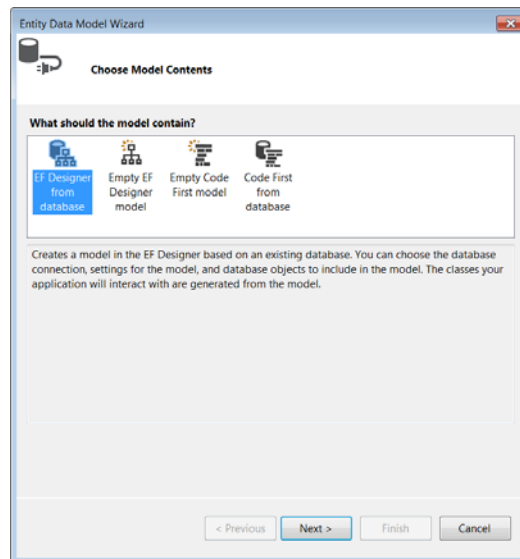 Entity Data Model Wizard
Choose Model Contents
What should the model contain?
EF Designer
from
database
Empty EF
Designer
model
Empty Code
First model
Code First
from
database
Creates a model in the EF Designer based on an existing database. You can choose the database
connection, settings for the model, and database objects to include in the model. The classes your
application will interact with are generated from the model.
< Previous
Next >
Finish
Cancel